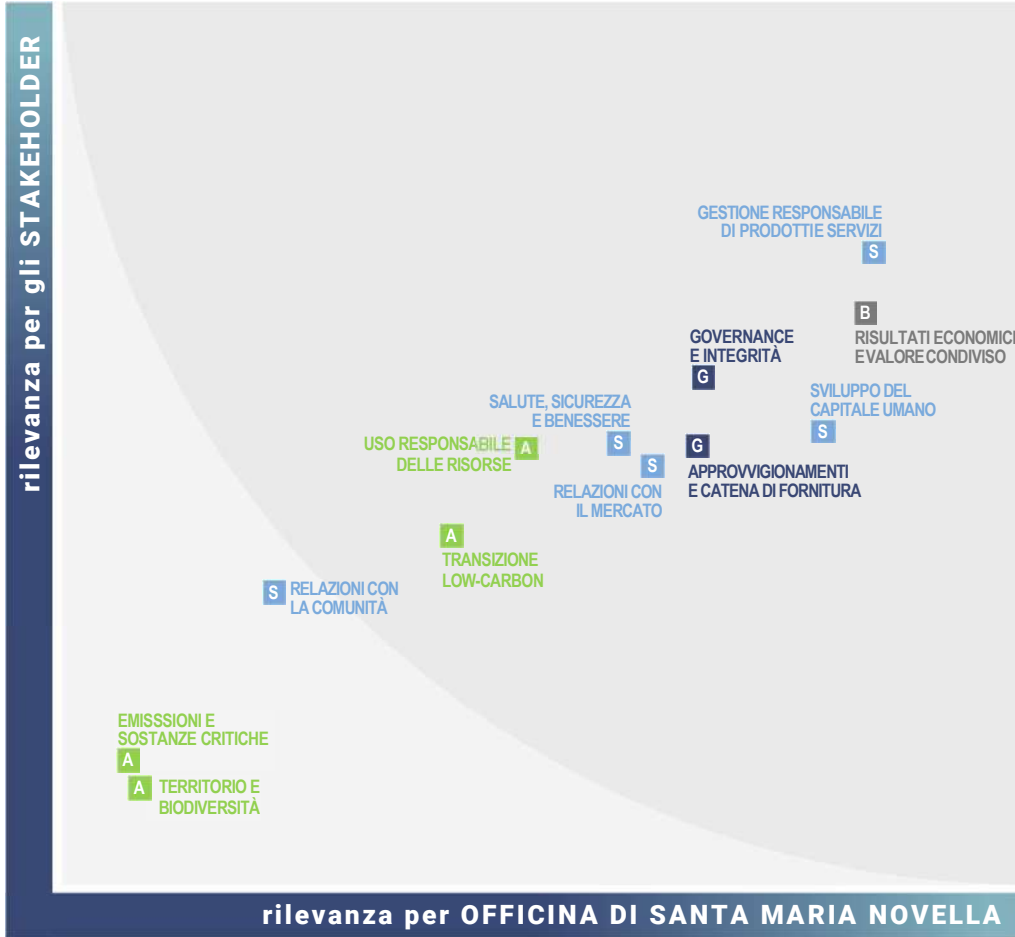 rilevanza per gli STAKEHOLDER
GESTIONE RESPONSABILE
DI PRODOTTI E SERVIZI
S
B
RISULTATI ECONOMICI
E VALORE CONDIVISO
GOVERNANCE
E INTEGRITÀ
G
SVILUPPO DEL
CAPITALE UMANO
S
SALUTE, SICUREZZA
E BENESSERE
S
USO RESPONSABILE
DELLE RISORSE
A
G
APPROVVIGIONAMENTI
E CATENA DI FORNITURA
S
RELAZIONI CON
IL MERCATO
A
TRANSIZIONE
LOW-CARBON
S
RELAZIONI CON
LA COMUNITÀ
EMISSSIONI E
SOSTANZE CRITICHE
A
A
TERRITORIO E
BIODIVERSITÀ
rilevanza per OFFICINA DI SANTA MARIA NOVELLA